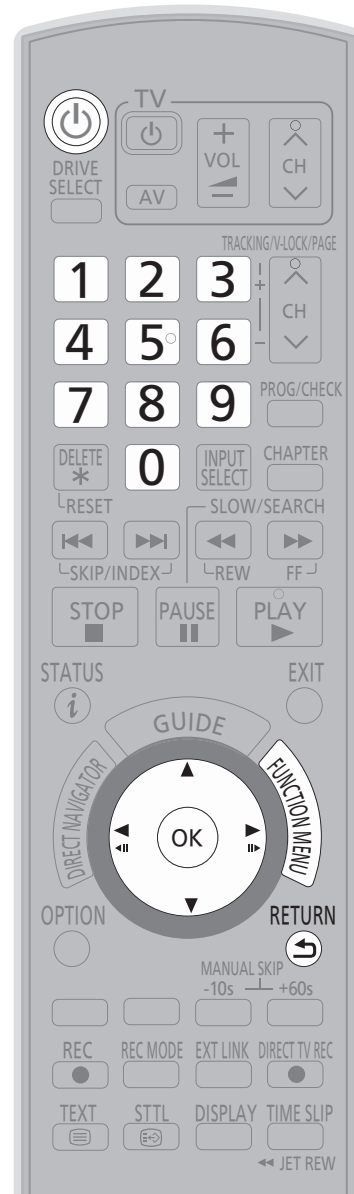 TV
DRIVE
SELECT
AV
+
VOL
−
CH
TRACKING/V-LOCK/PAGE
1 2 3
+
CH
−
4 5 6
7 8 9
PROG/CHECK
DELETE
*
0
INPUT
SELECT
CHAPTER
RESET
SLOW/SEARCH
SKIP/INDEX
REW FF
STOP
PAUSE
PLAY
STATUS
i
EXIT
GUIDE
DIRECT NAVIGATOR
FUNCTION MENU
OK
OPTION
RETURN
MANUAL SKIP
-10s +60s
REC REC MODE EXT LINK DIRECT TV REC
TEXT STTL DISPLAY TIME SLIP
JET REW